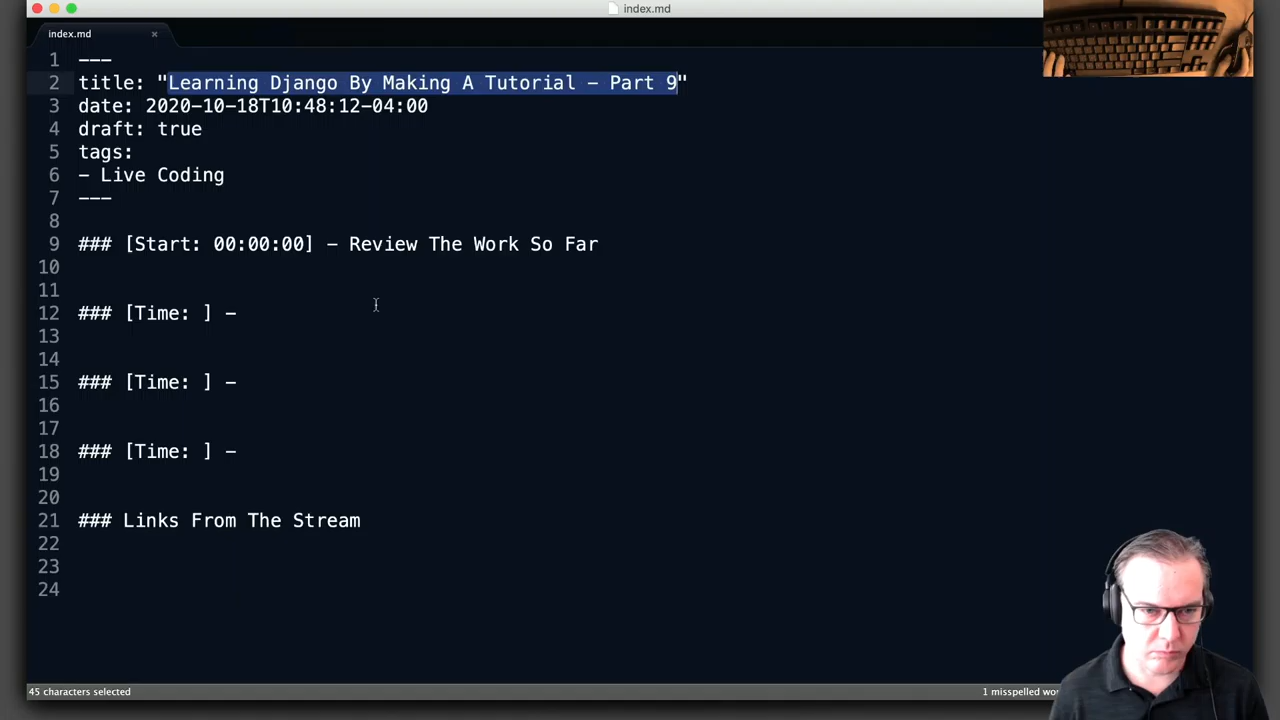 index.md
index.md
1 ---
2 title: "Learning Django By Making A Tutorial - Part 9"
3 date: 2020-10-18T10:48:12-04:00
4 draft: true
5 tags:
6 - Live Coding
7 ---
8
9 ### [Start: 00:00:00] - Review The Work So Far
10
11
12 ### [Time: ] -
13
14
15 ### [Time: ] -
16
17
18 ### [Time: ] -
19
20
21 ### Links From The Stream
22
23
24
45 characters selected
1 misspelled